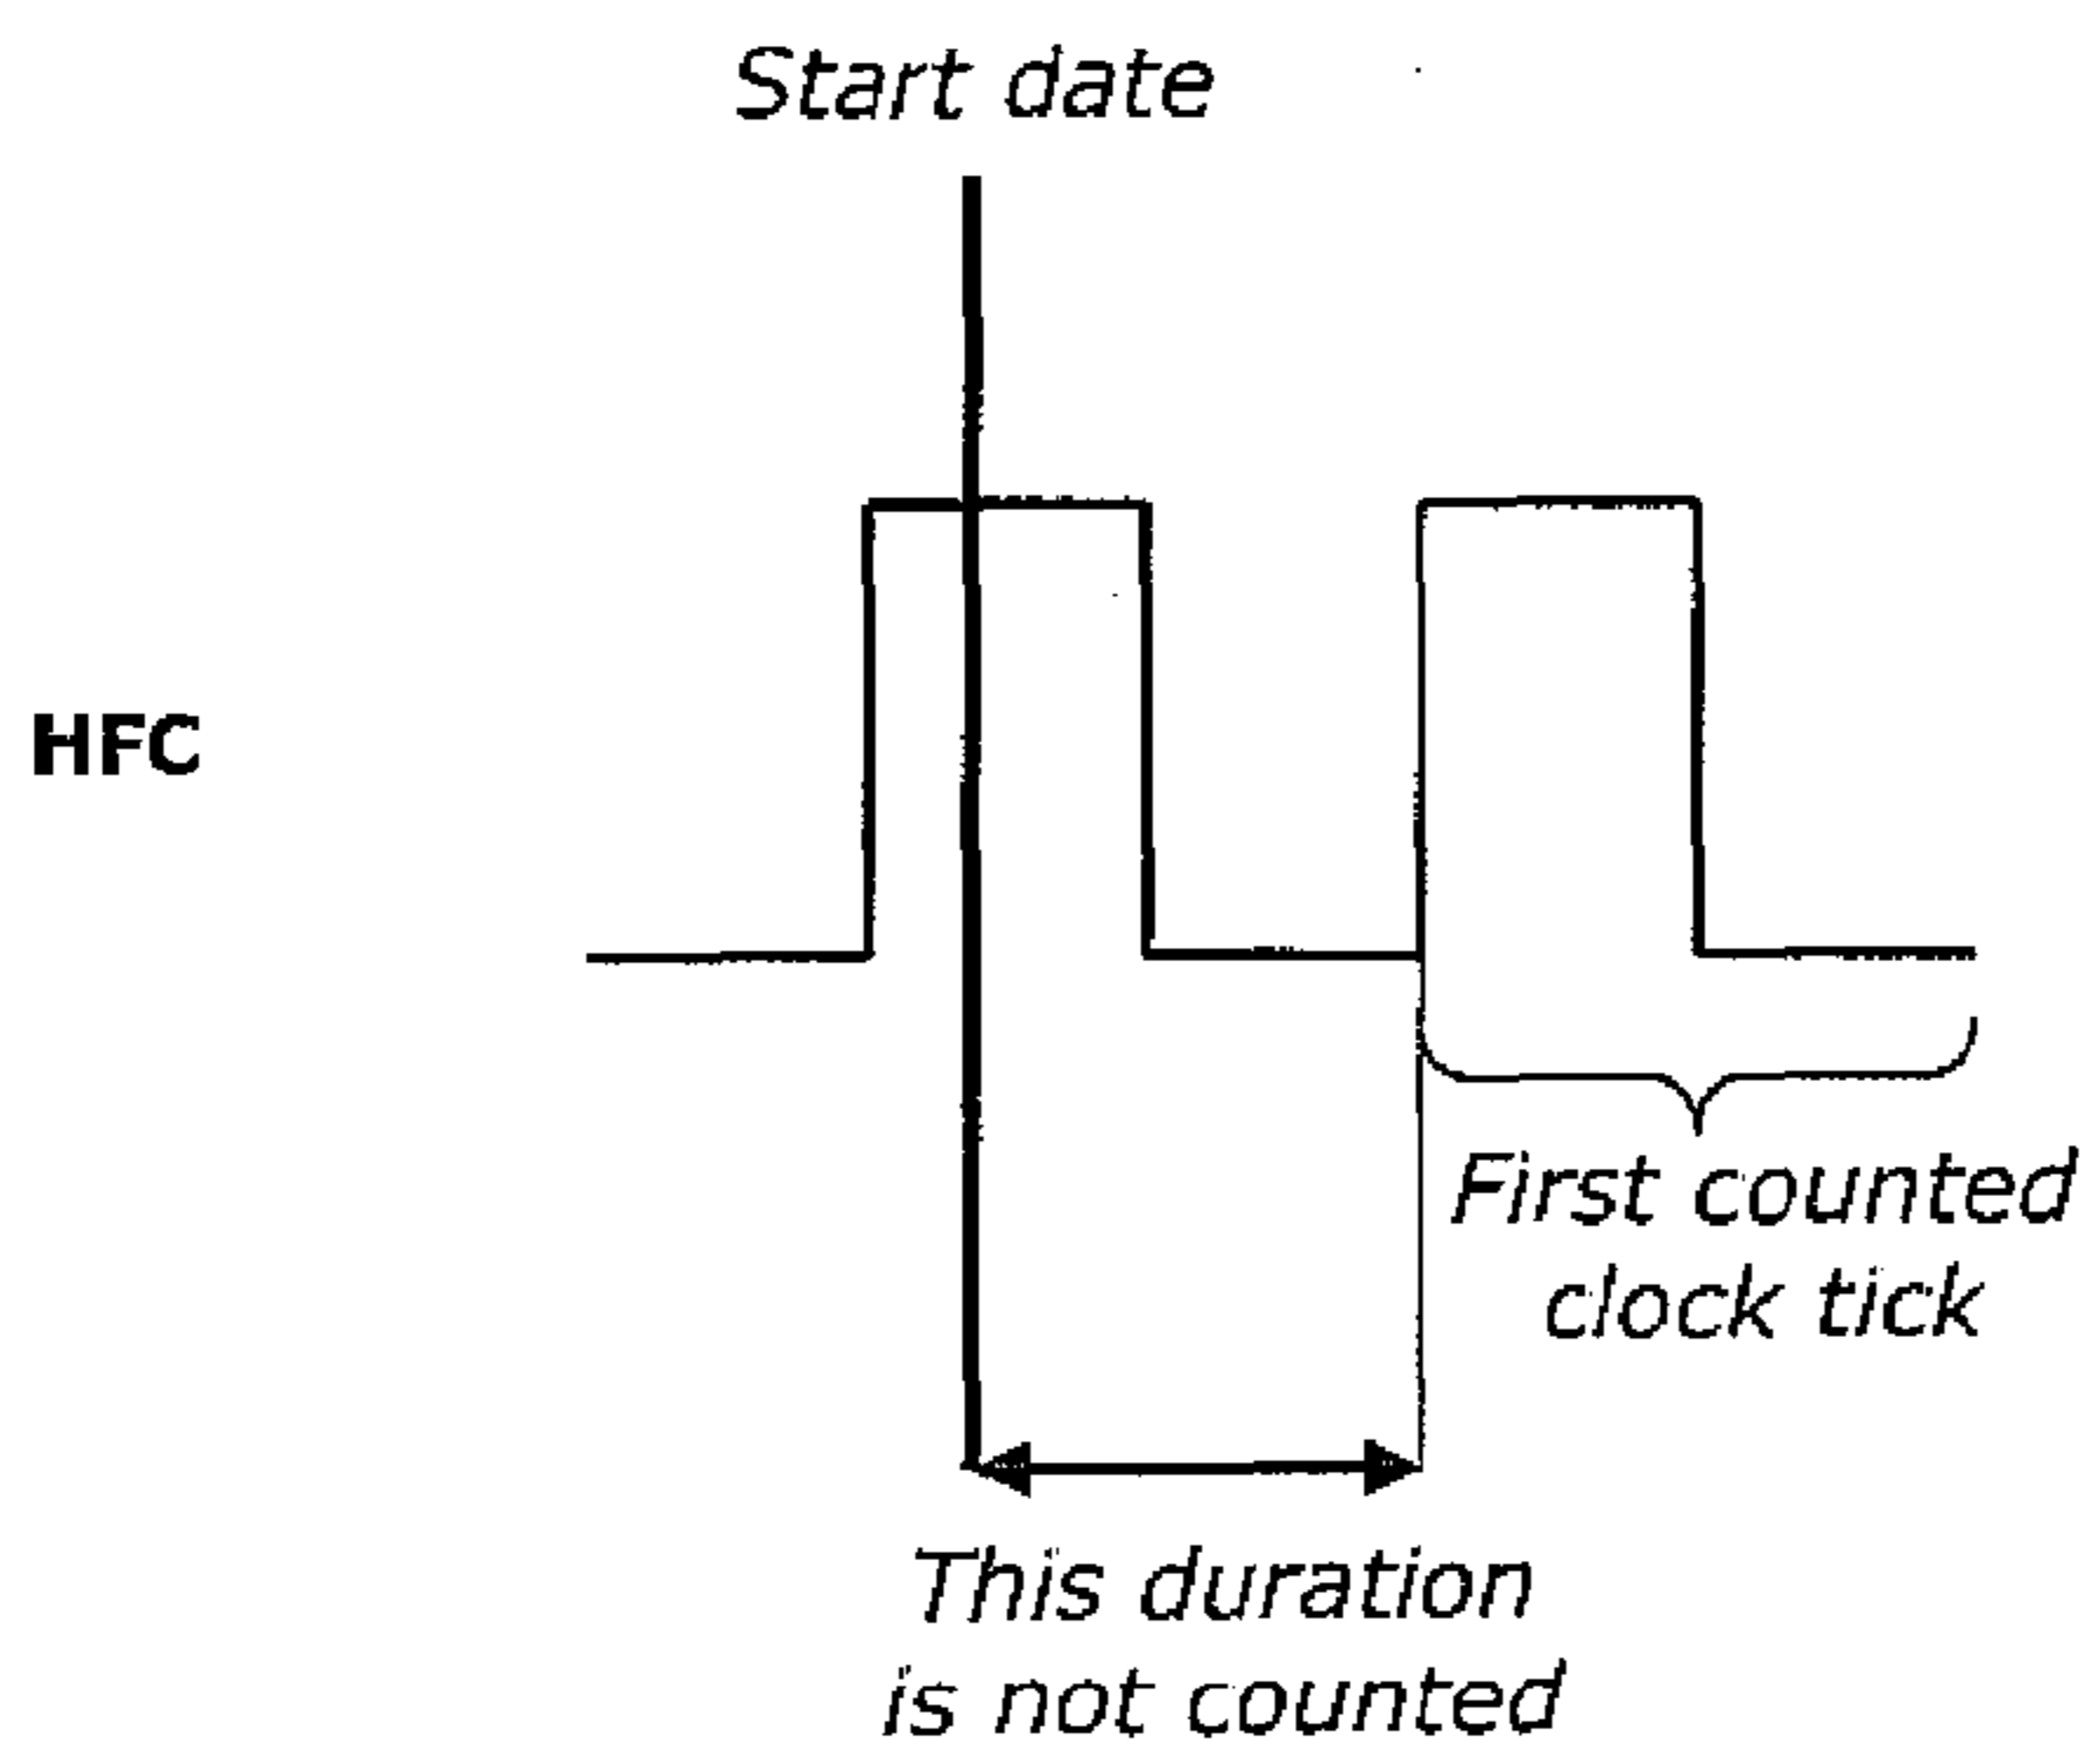 Start date
HFC
First counted
clock tick
This duration
is not counted